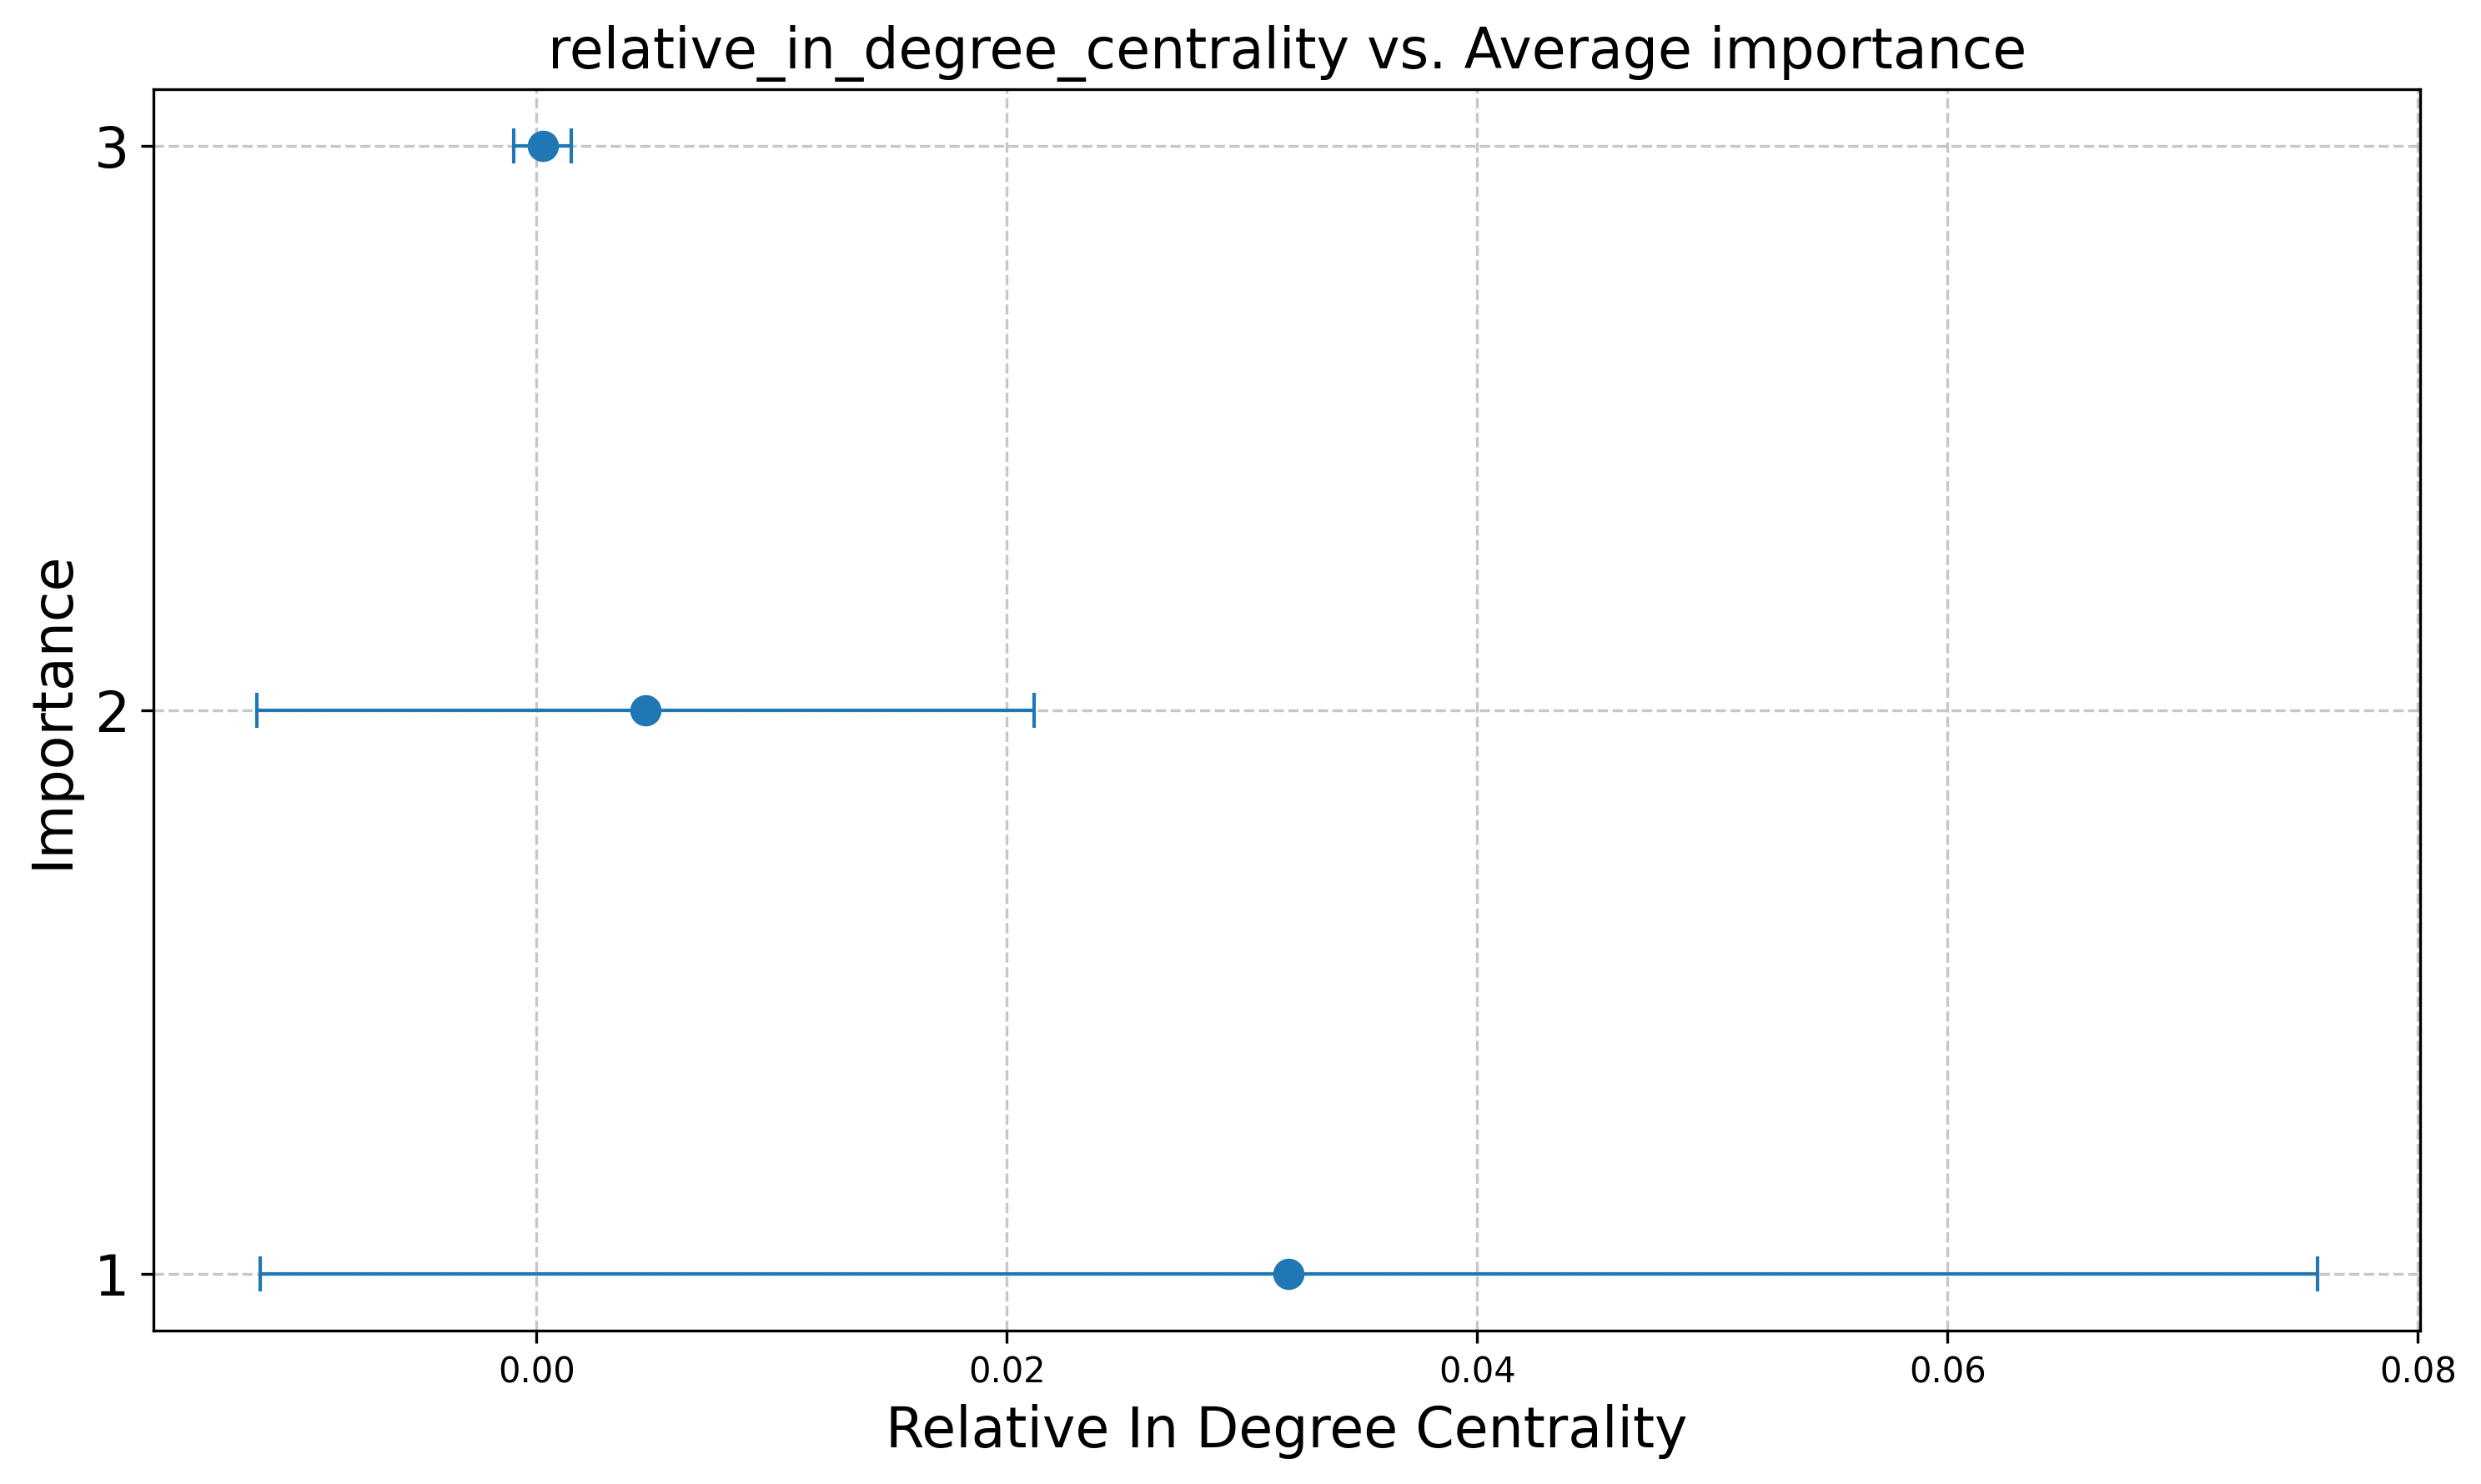 relative_in_degree_centrality vs. Average importance
3
2
1
Importance
0.00 0.02 0.04 0.06 0.08
Relative In Degree Centrality